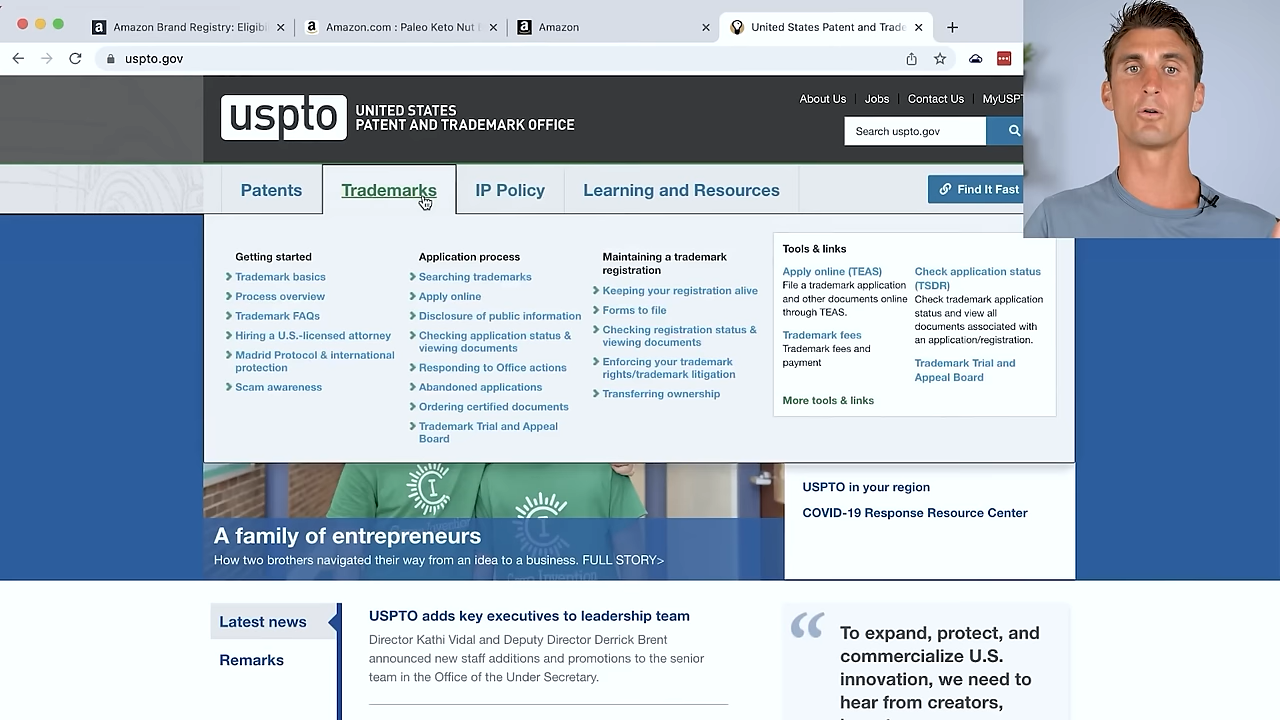 Amazon Brand Registry: Eligibi
Amazon.com : Paleo Keto Nut
Amazon
United States Patent and Trade
uspto.gov
About Us
Jobs
Contact Us
MyUSPT
uspto
UNITED STATES
PATENT AND TRADEMARK OFFICE
Search uspto.gov
Patents
Trademarks
IP Policy
Learning and Resources
Find It Fast
Getting started
Trademark basics
Process overview
Trademark FAQs
Hiring a U.S.-licensed attorney
Madrid Protocol & international
protection
Scam awareness
Application process
Searching trademarks
Apply online
Disclosure of public information
Checking application status &
viewing documents
Responding to Office actions
Abandoned applications
Ordering certified documents
Trademark Trial and Appeal
Board
Maintaining a trademark
registration
Keeping your registration alive
Forms to file
Checking registration status &
viewing documents
Enforcing your trademark
rights/trademark litigation
Transferring ownership
Tools & links
Apply online (TEAS)
File a trademark application
and other documents online
through TEAS.
Trademark fees
Trademark fees and
payment
More tools & links
Check application status
(TSDR)
Check trademark application
status and view all
documents associated with
an application/registration.
Trademark Trial and
Appeal Board
A family of entrepreneurs
How two brothers navigated their way from an idea to a business. FULL STORY>
USPTO in your region
COVID-19 Response Resource Center
Latest news
Remarks
USPTO adds key executives to leadership team
Director Kathi Vidal and Deputy Director Derrick Brent
announced new staff additions and promotions to the senior
team in the Office of the Under Secretary.
“
To expand, protect, and
commercialize U.S.
innovation, we need to
hear from creators,